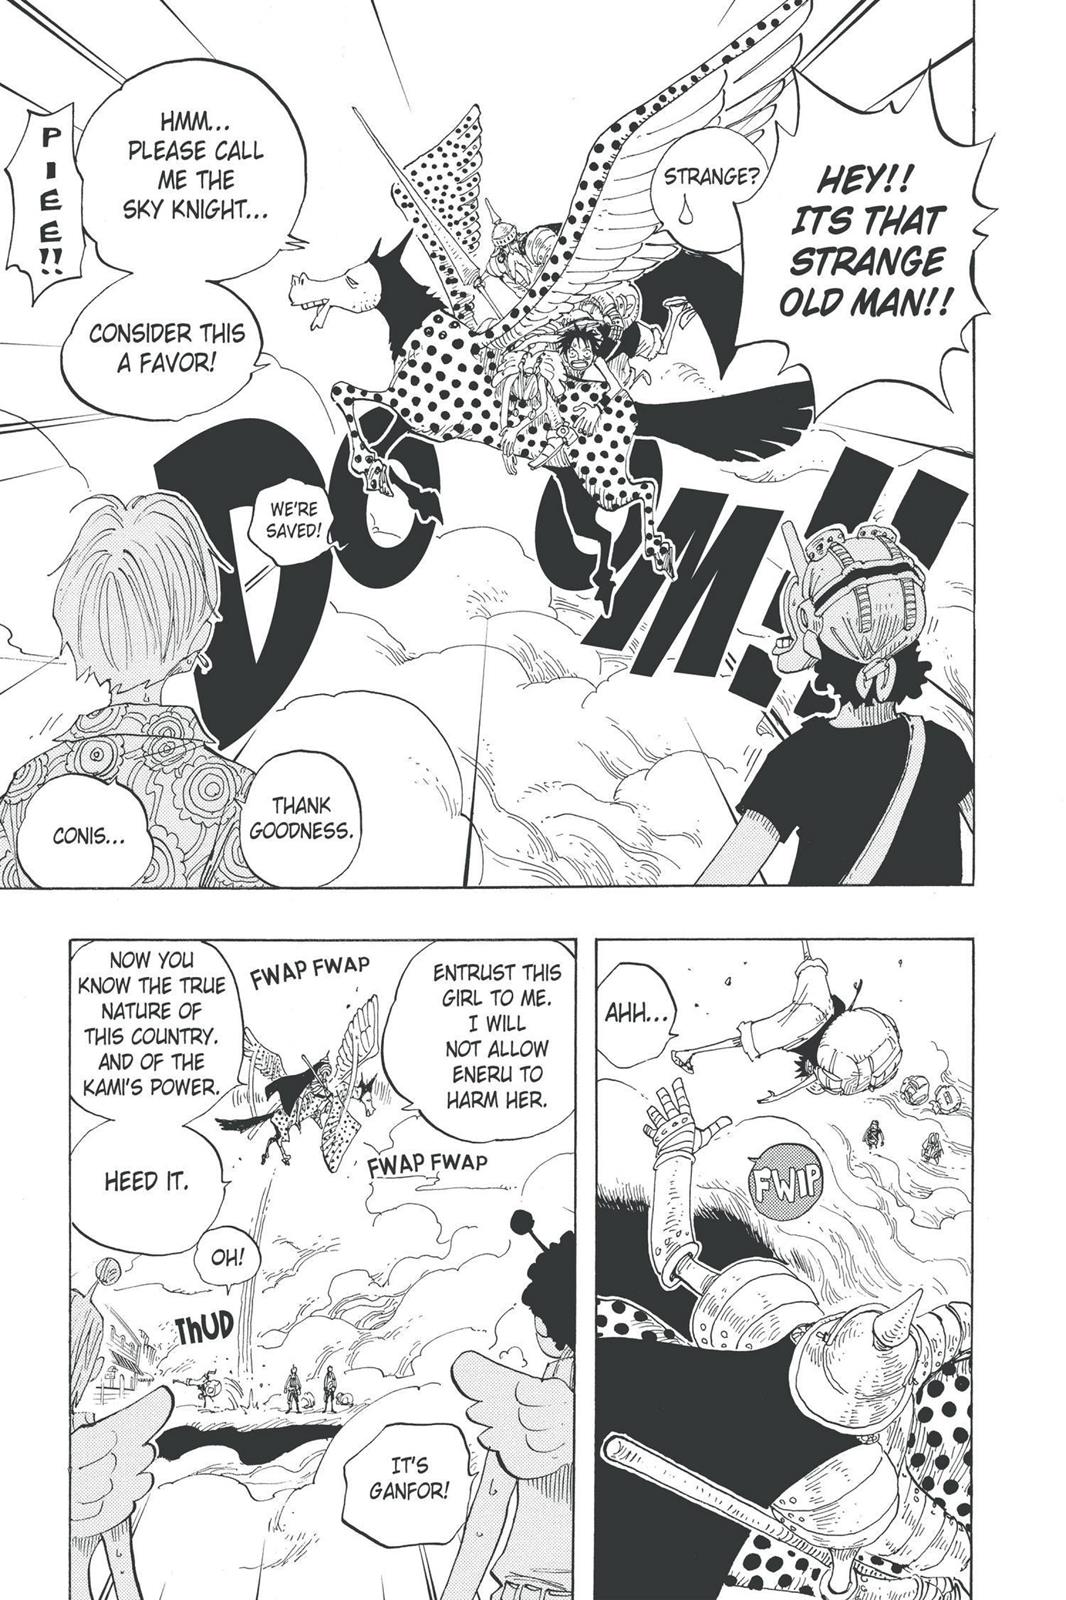 HEY!!
ITS THAT
STRANGE
OLD MAN!!
STRANGE?
HMM...
PLEASE CALL
ME THE
SKY KNIGHT...
CONSIDER THIS
A FAVOR!
PIEE!!
DOOOM!!
WE'RE
SAVED!
THANK
GOODNESS.
CONIS...
AHH...
FWIP
ENTRUST THIS
GIRL TO ME.
I WILL
NOT ALLOW
ENERU TO
HARM HER.
FWAP FWAP
NOW YOU
KNOW THE TRUE
NATURE OF
THIS COUNTRY.
AND OF THE
KAMI'S POWER.
HEED IT.
FWAP FWAP
OH!
THUD
IT'S
GANFOR!